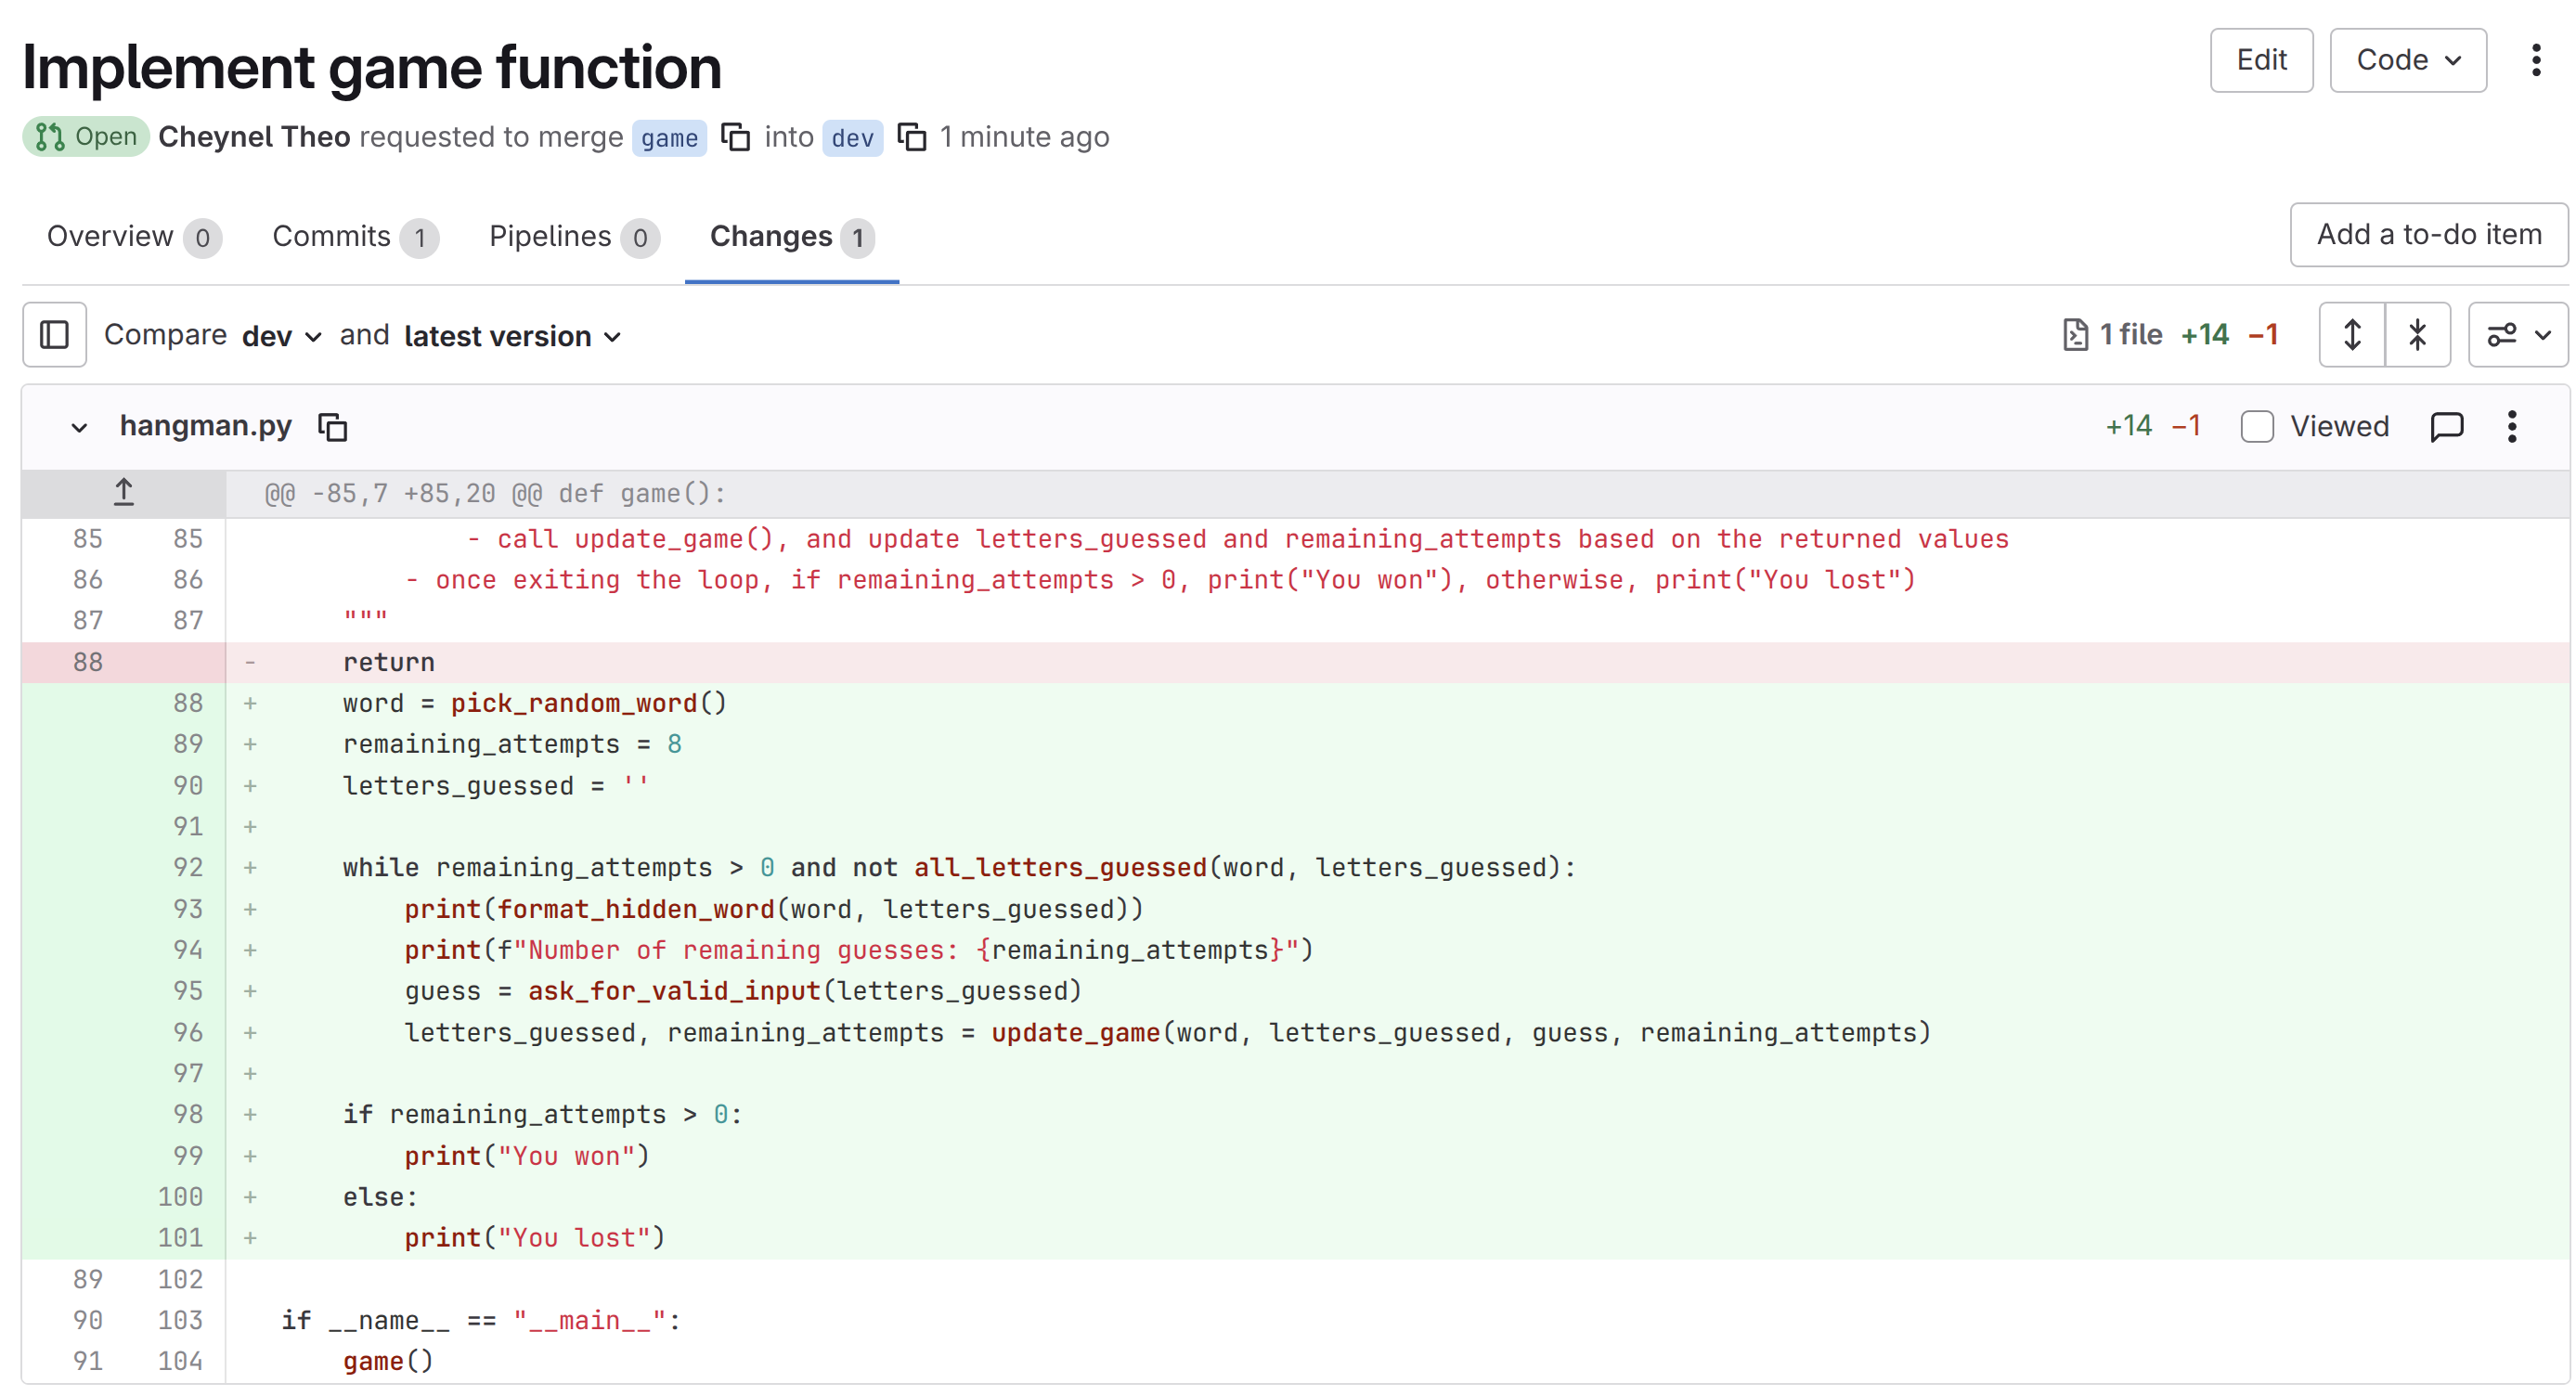 Implement game function
Edit
Code
Open Cheynel Theo requested to merge game into dev 1 minute ago
Overview 0 Commits 1 Pipelines 0 Changes 1
Add a to-do item
Compare dev and latest version
1 file +14 −1
hangman.py
+14 −1 Viewed
@@ -85,7 +85,20 @@ def game():
85 85 - call update_game(), and update letters_guessed and remaining_attempts based on the returned values
86 86 - once exiting the loop, if remaining_attempts > 0, print("You won"), otherwise, print("You lost")
87 87 """
88 - return
88 + word = pick_random_word()
89 + remaining_attempts = 8
90 + letters_guessed = ''
91 +
92 + while remaining_attempts > 0 and not all_letters_guessed(word, letters_guessed):
93 + print(format_hidden_word(word, letters_guessed))
94 + print(f"Number of remaining guesses: {remaining_attempts}")
95 + guess = ask_for_valid_input(letters_guessed)
96 + letters_guessed, remaining_attempts = update_game(word, letters_guessed, guess, remaining_attempts)
97 +
98 + if remaining_attempts > 0:
99 + print("You won")
100 + else:
101 + print("You lost")
89 102
90 103 if __name__ == "__main__":
91 104 game()